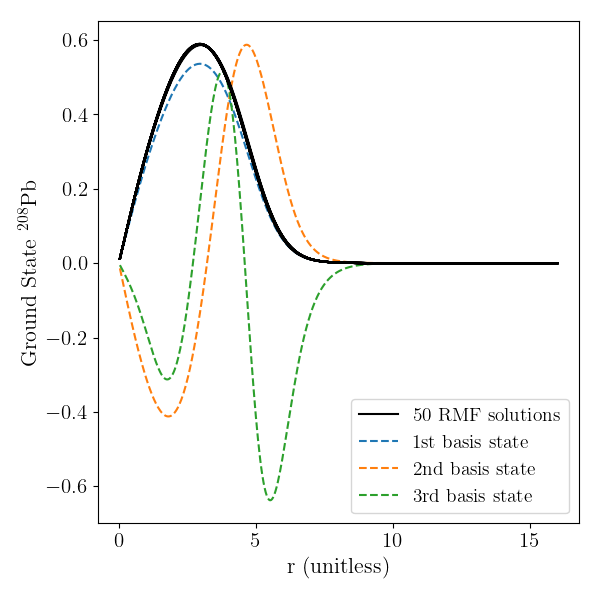 0.6
0.4
0.2
0.0
−0.2
−0.4
−0.6
Ground State ²⁰⁸Pb
0 5 10 15
r (unitless)
50 RMF solutions
1st basis state
2nd basis state
3rd basis state